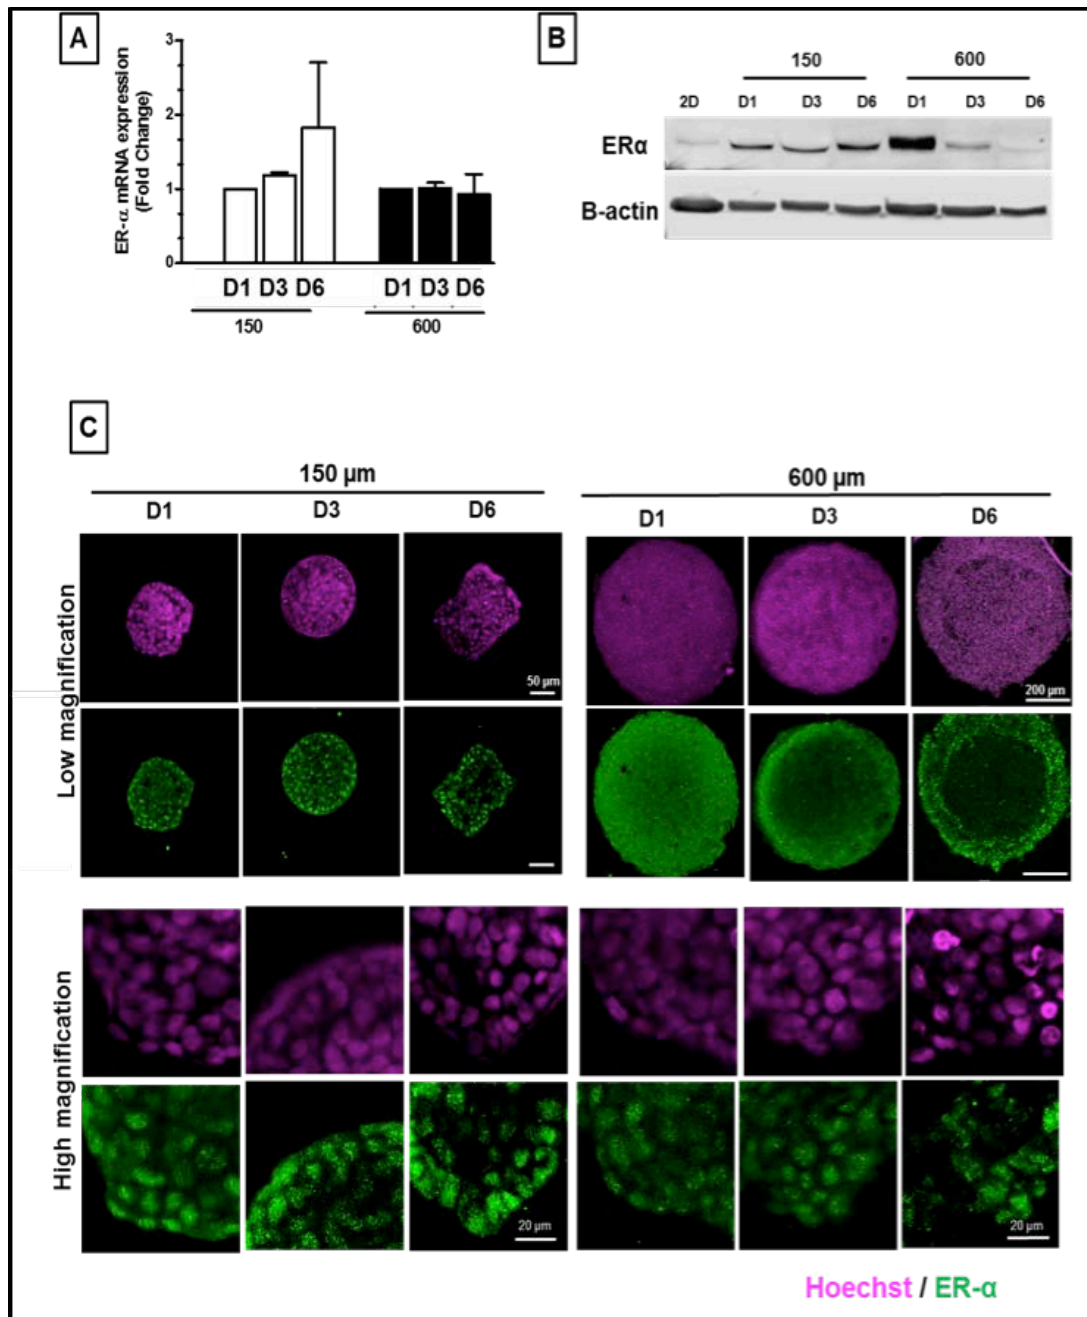 A
ER-α mRNA expression
(Fold Change)
3
2
1
0
D1 D3 D6
D1 D3 D6
150
600
B
150
600
2D D1 D3 D6 D1 D3 D6
ERα
B-actin
C
150 µm
600 µm
D1 D3 D6
D1 D3 D6
Low magnification
50 µm
200 µm
High magnification
20 µm
20 µm
Hoechst / ER-α